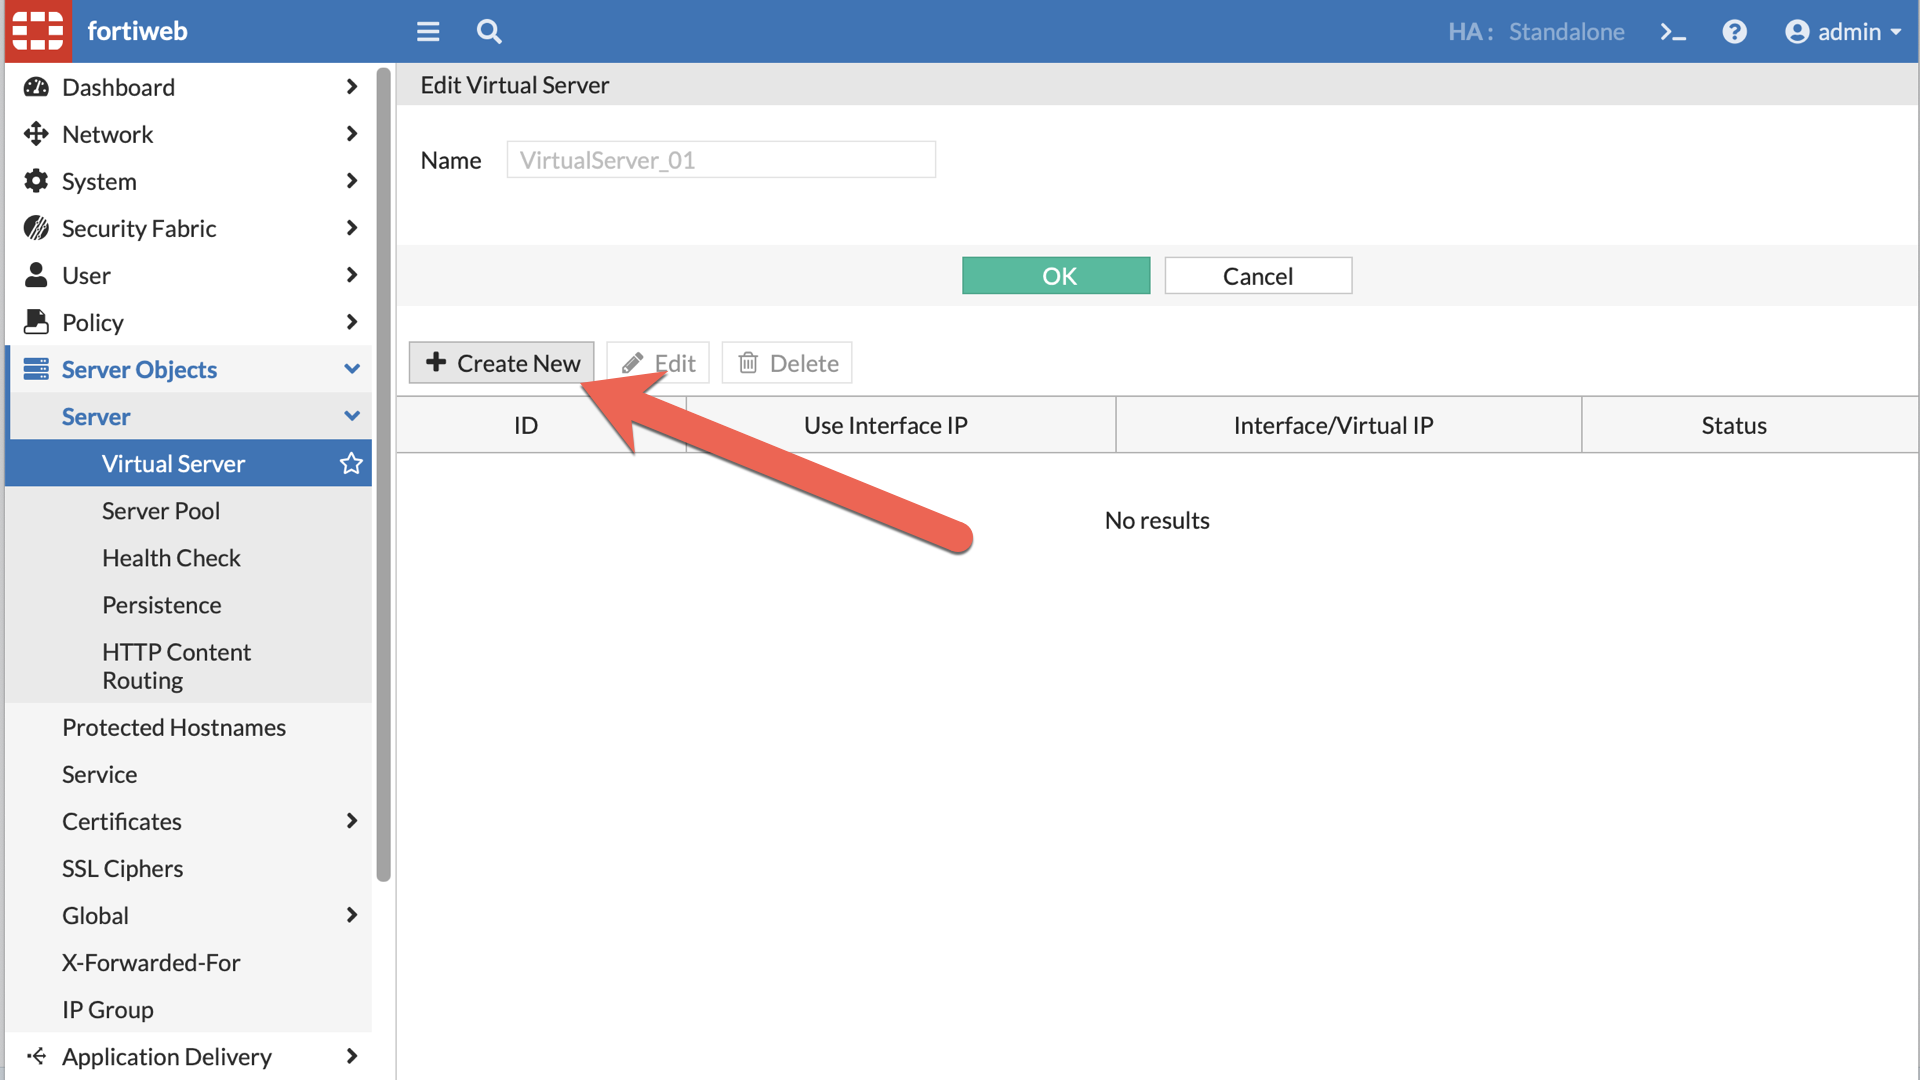 fortiweb
HA: Standalone
admin
Dashboard
Network
System
Security Fabric
User
Policy
Server Objects
Server
Virtual Server
Server Pool
Health Check
Persistence
HTTP Content
Routing
Protected Hostnames
Service
Certificates
SSL Ciphers
Global
X-Forwarded-For
IP Group
Application Delivery
Edit Virtual Server
Name VirtualServer_01
OK Cancel
Create New Edit Delete
ID Use Interface IP Interface/Virtual IP Status
No results